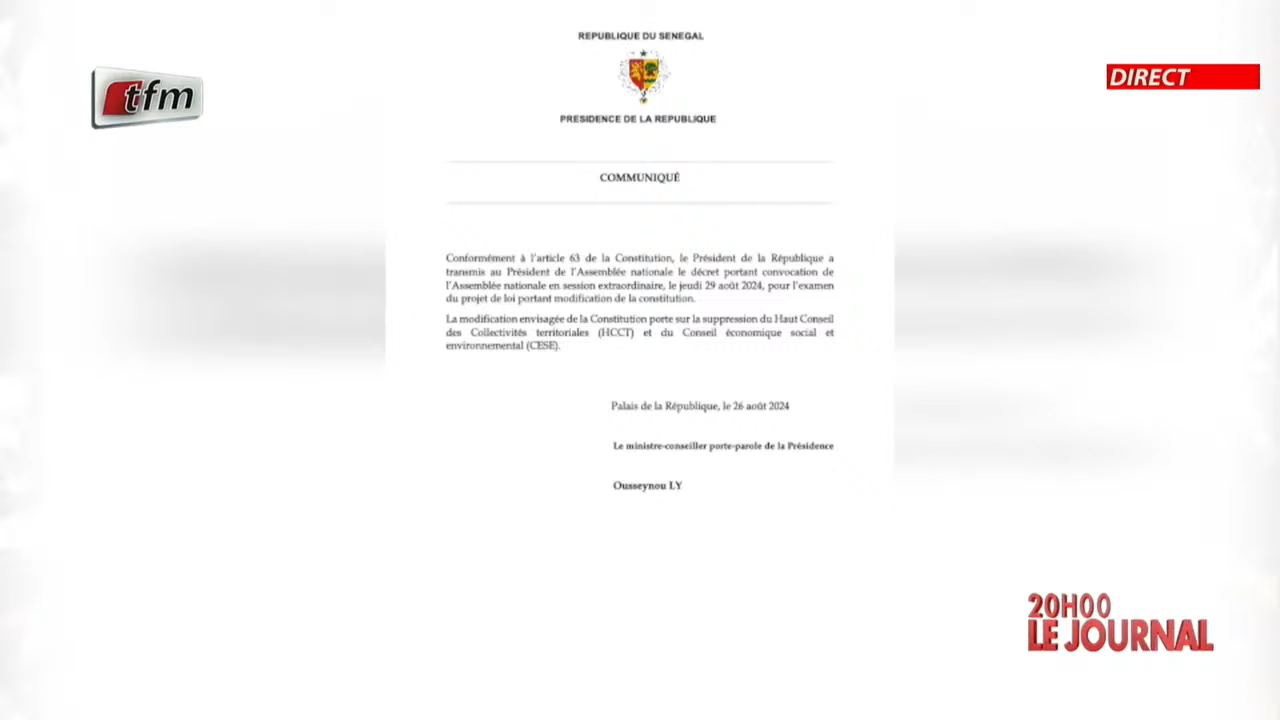 REPUBLIQUE DU SENEGAL
tfm
DIRECT
PRESIDENCE DE LA REPUBLIQUE
COMMUNIQUÉ
Conformément à l'article 63 de la Constitution, le Président de la République a
transmis au Président de l'Assemblée nationale le décret portant convocation de
l'Assemblée nationale en session extraordinaire, le jeudi 29 août 2024, pour l'examen
du projet de loi portant modification de la constitution.
La modification envisagée de la Constitution porte sur la suppression du Haut Conseil
des Collectivités territoriales (HCCT) et du Conseil économique social et
environnemental (CESE).
Palais de la République, le 26 août 2024
Le ministre-conseiller porte-parole de la Présidence
Ousseynou LY
20H00
LE JOURNAL